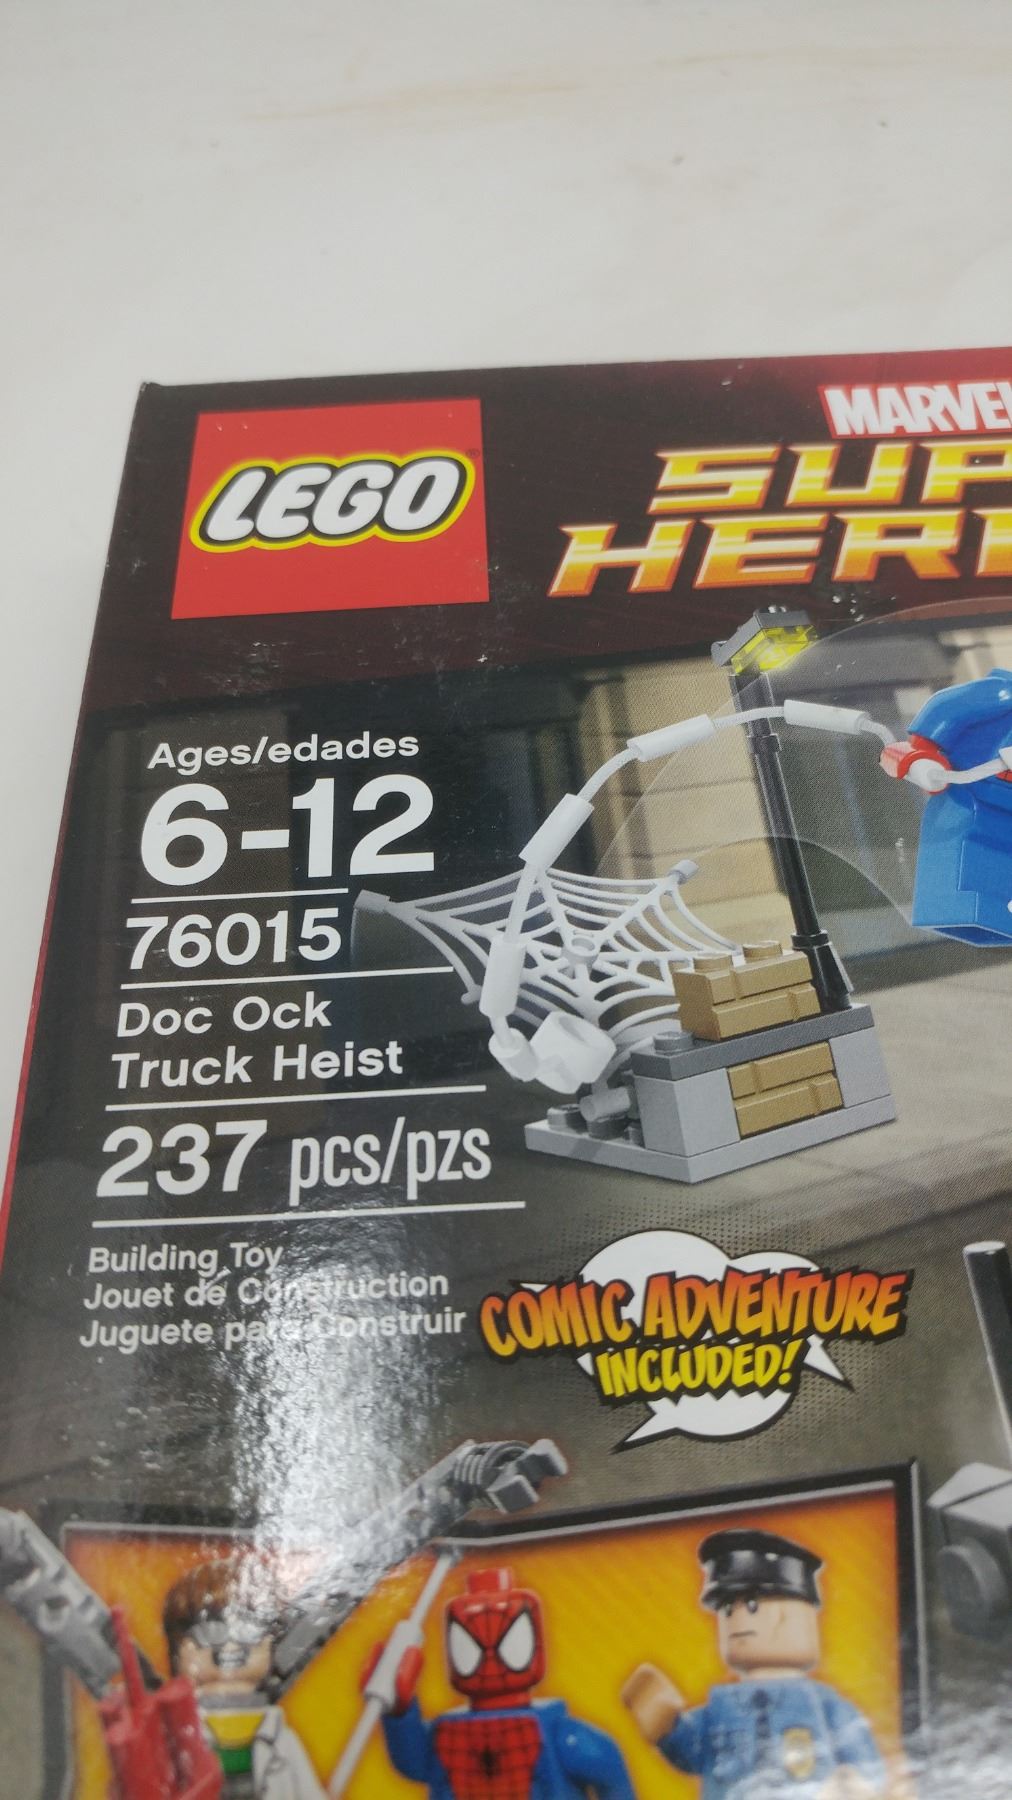 LEGO®
MARVEL
SUP
HER
Ages/edades
6-12
76015
Doc Ock
Truck Heist
237 pcs/pzs
Building Toy
Jouet de Construction
Juguete para Construir
COMIC ADVENTURE
INCLUDED!